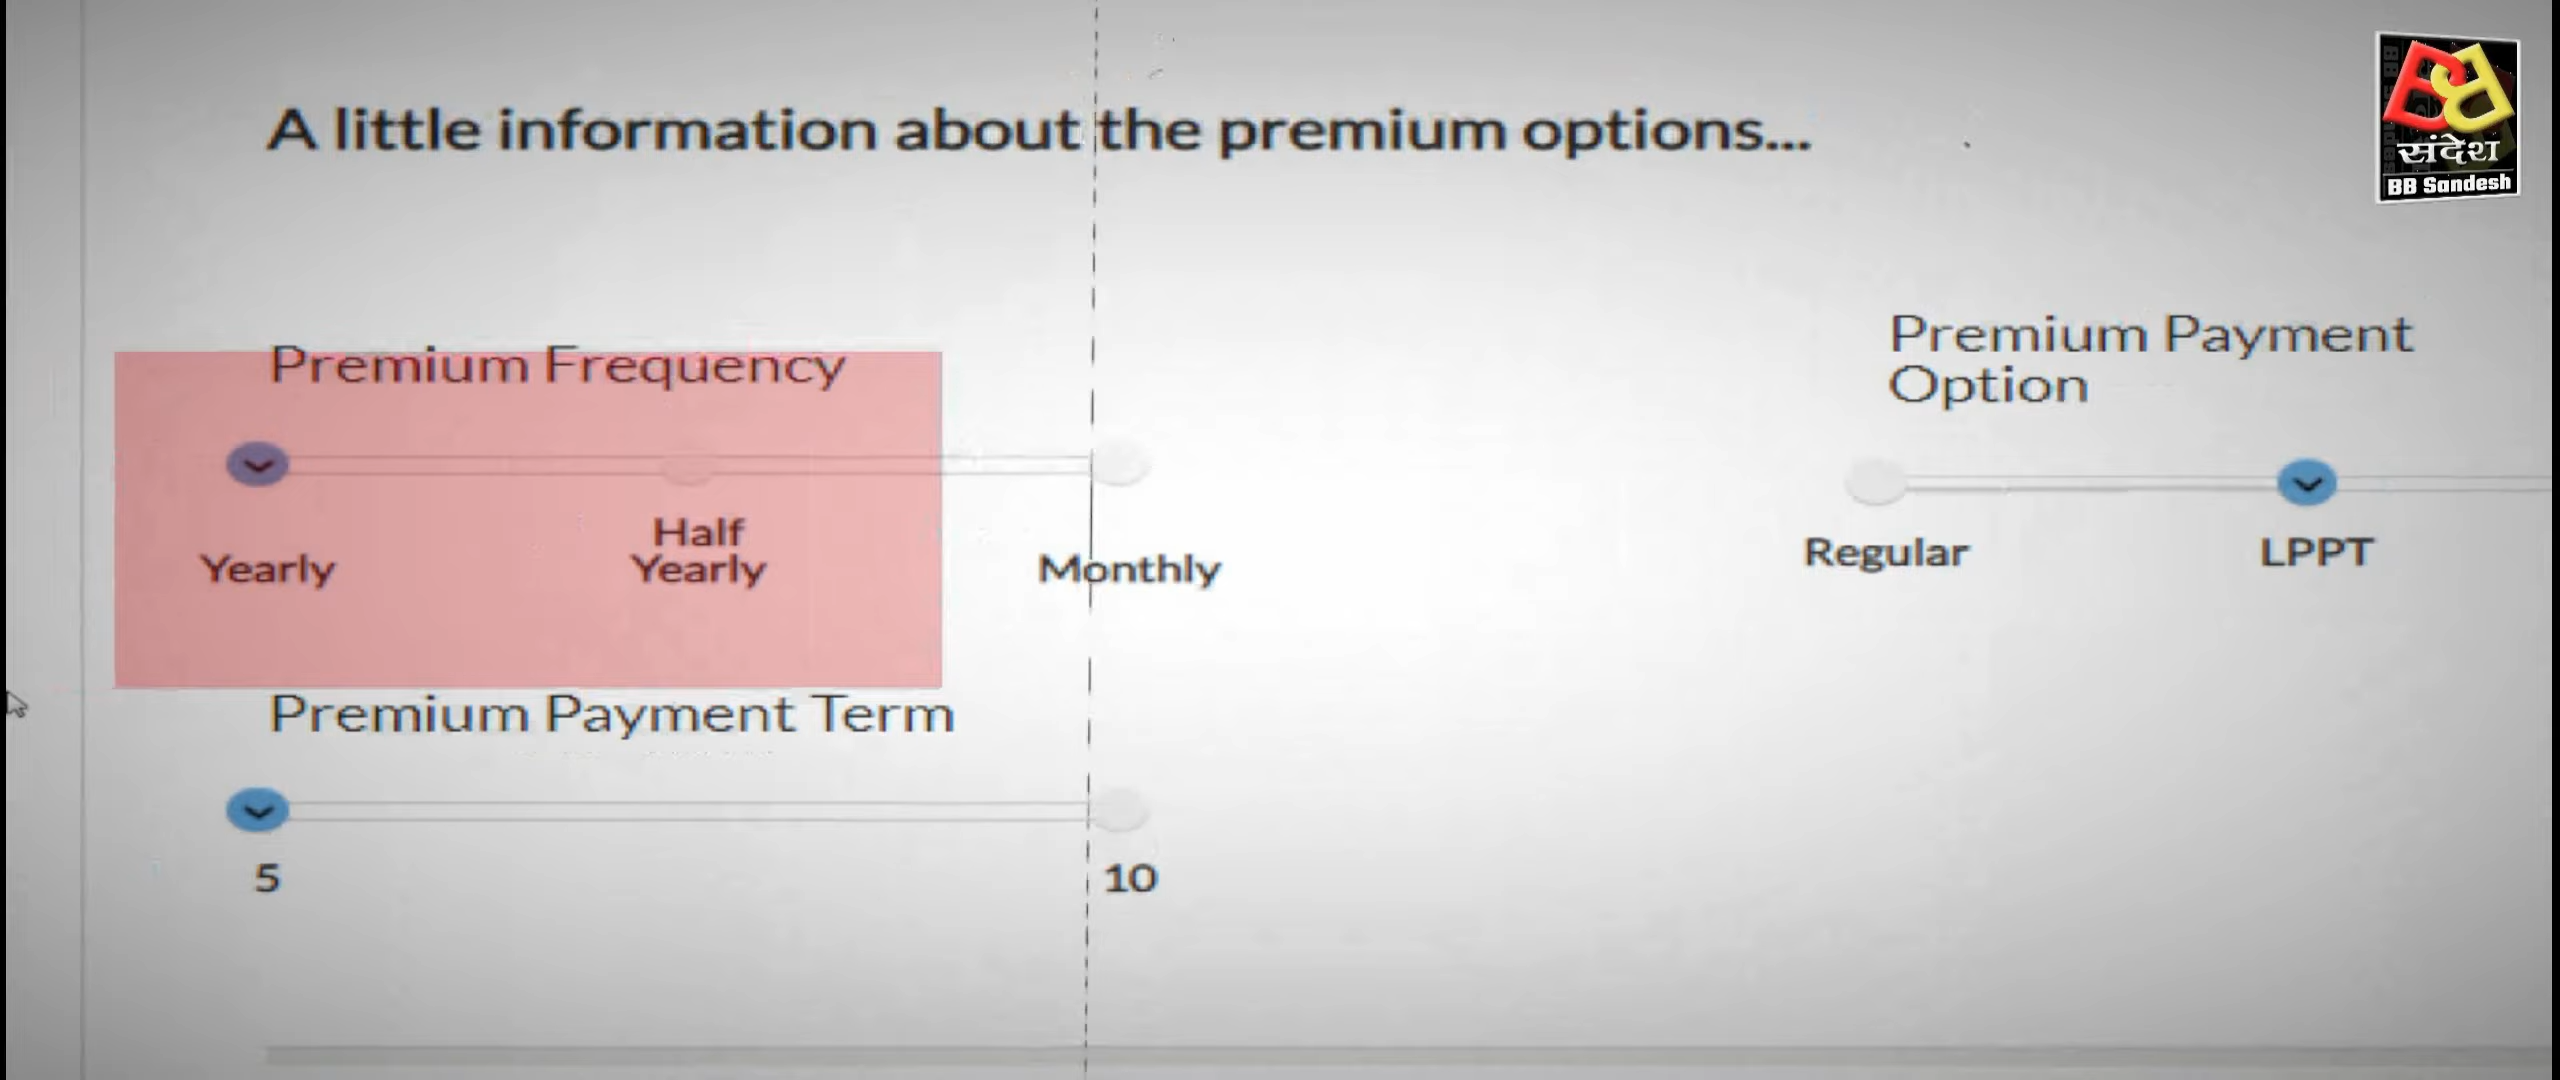 A little information about the premium options...
संदेश
BB Sandesh
Premium Frequency
Yearly
Half
Yearly
Monthly
Premium Payment
Option
Regular
LPPT
Premium Payment Term
5
10